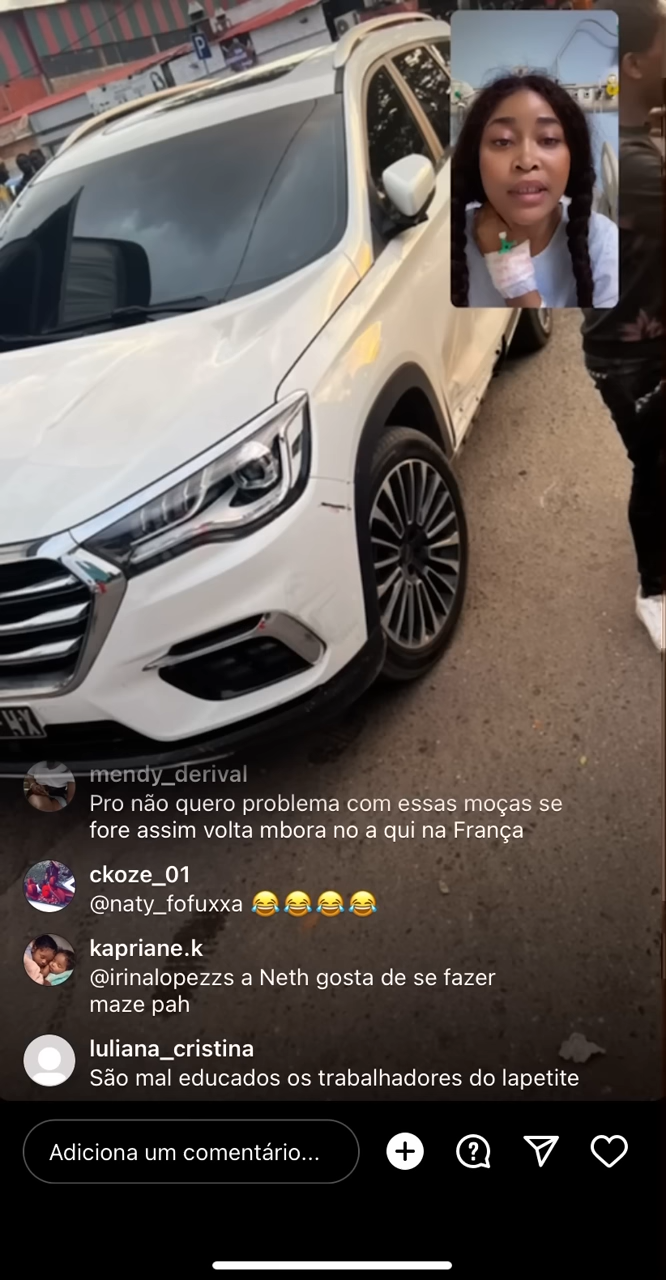 P
mendy_derival
Pro não quero problema com essas moças se
fore assim volta mbora no a qui na França
ckoze_01
@naty_fofuxxa 😂😂😂😂
kapriane.k
@irinalopezzs a Neth gosta de se fazer
maze pah
luliana_cristina
São mal educados os trabalhadores do lapetite
Adiciona um comentário...